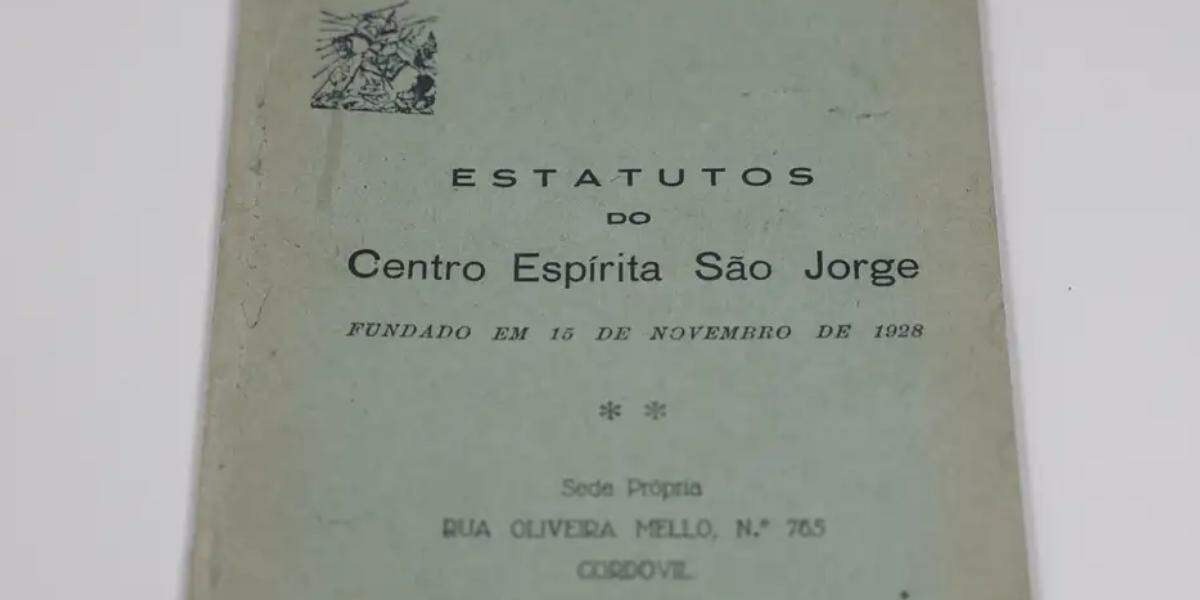 ESTATUTOS
DO
Centro Espírita São Jorge
FUNDADO EM 15 DE NOVEMBRO DE 1928
* *
Sede Própria
RUA OLIVEIRA MELLO, N.º 765
CORDOVIL